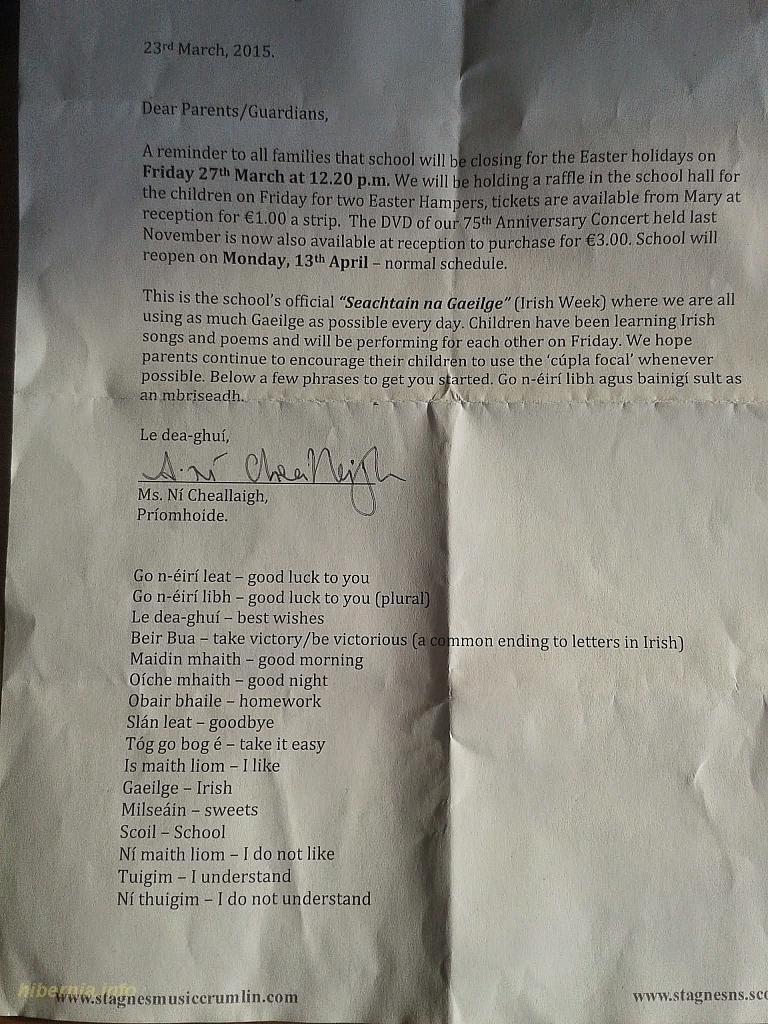 23rd March, 2015.
Dear Parents/Guardians,
A reminder to all families that school will be closing for the Easter holidays on
Friday 27th March at 12.20 p.m. We will be holding a raffle in the school hall for
the children on Friday for two Easter Hampers, tickets are available from Mary at
reception for €1.00 a strip. The DVD of our 75th Anniversary Concert held last
November is now also available at reception to purchase for €3.00. School will
reopen on Monday, 13th April – normal schedule.
This is the school's official "Seachtain na Gaeilge" (Irish Week) where we are all
using as much Gaeilge as possible every day. Children have been learning Irish
songs and poems and will be performing for each other on Friday. We hope
parents continue to encourage their children to use the 'cúpla focal' whenever
possible. Below a few phrases to get you started. Go n-éirí libh agus bainigí sult as
an mbriseadh.
Le dea-ghuí,
A. Ní Cheallaigh
Ms. Ní Cheallaigh,
Príomhoide.
Go n-éirí leat – good luck to you
Go n-éirí libh – good luck to you (plural)
Le dea-ghuí – best wishes
Beir Bua – take victory/be victorious (a common ending to letters in Irish)
Maidin mhaith – good morning
Oíche mhaith – good night
Obair bhaile – homework
Slán leat – goodbye
Tóg go bog é – take it easy
Is maith liom – I like
Gaeilge – Irish
Milseáin – sweets
Scoil – School
Ní maith liom – I do not like
Tuigim – I understand
Ní thuigim – I do not understand
hibernia.info
www.stagnesmusiccrumlin.com www.stagnesns.sc